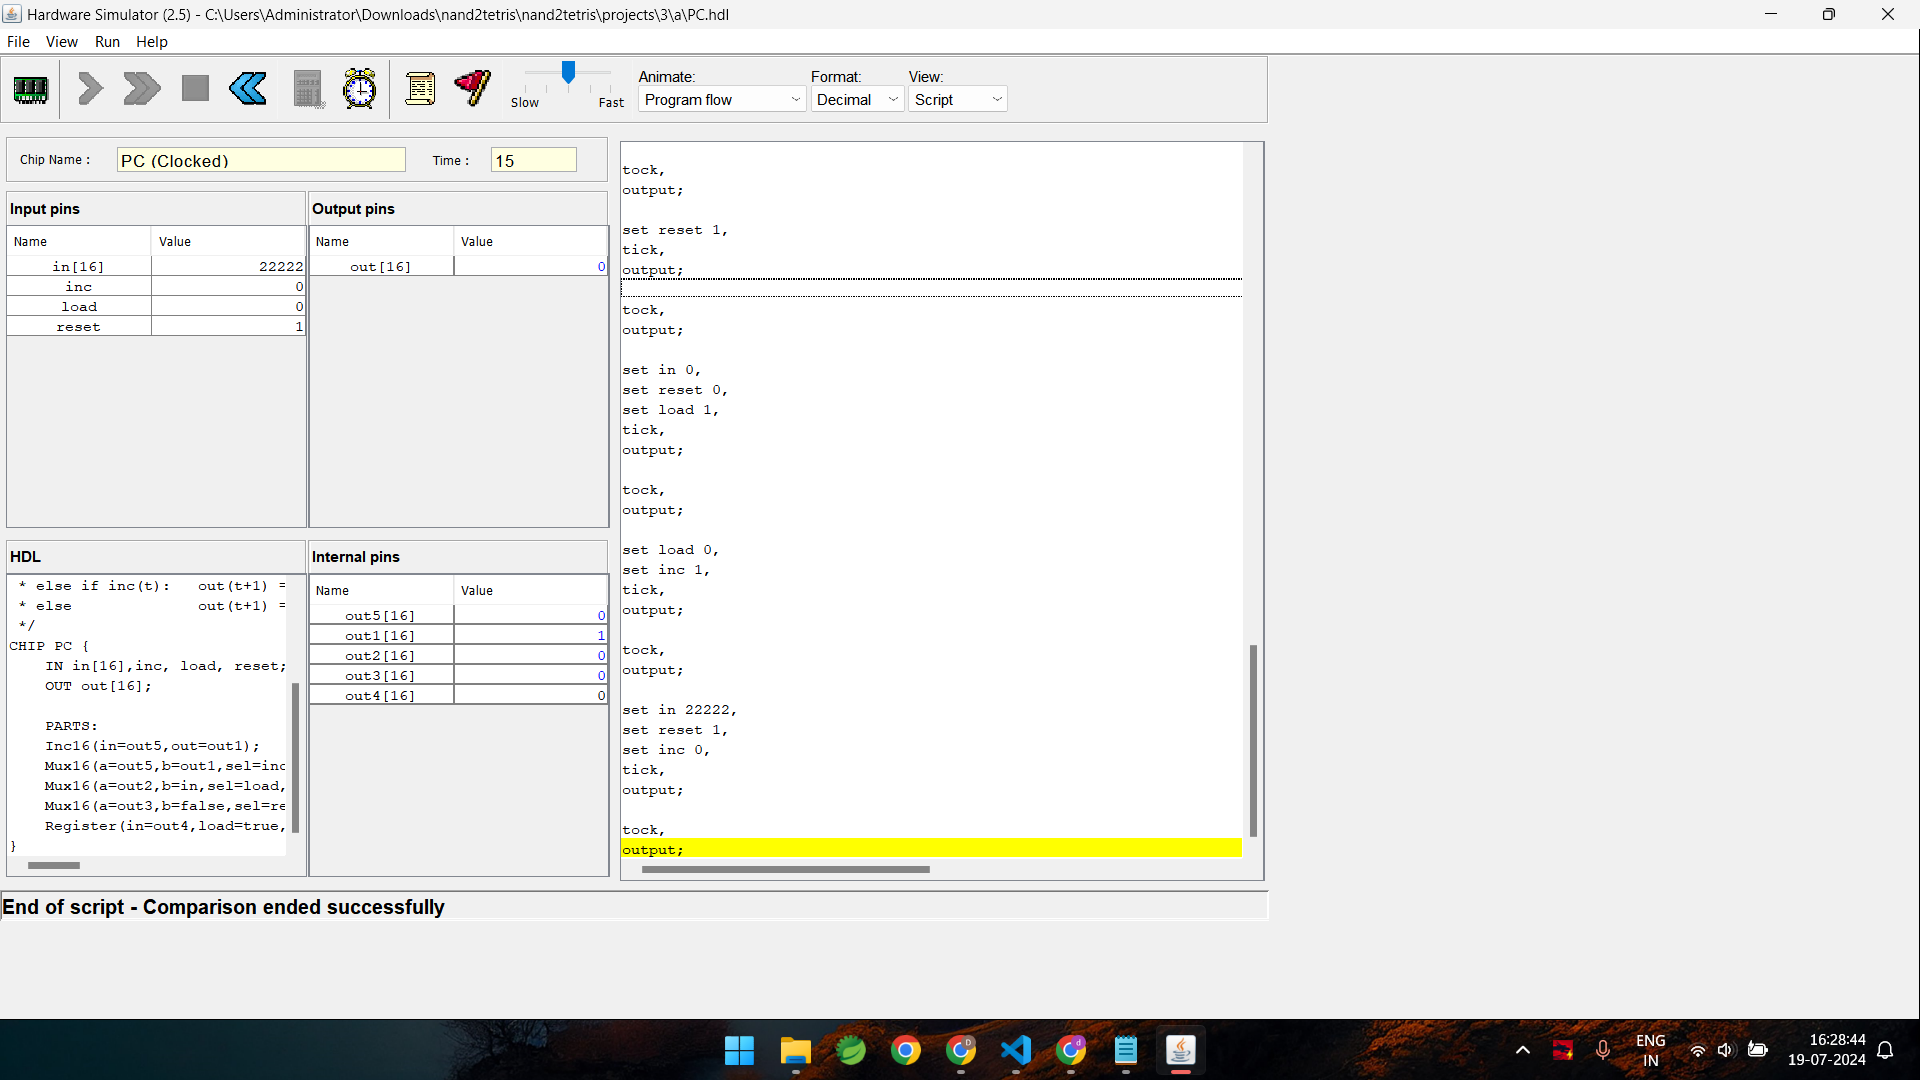 Hardware Simulator (2.5) - C:\Users\Administrator\Downloads\nand2tetris\nand2tetris\projects\3\a\PC.hdl
File View Run Help
Slow Fast
Animate: Format: View:
Program flow Decimal Script
Chip Name : PC (Clocked) Time : 15
Input pins
Name Value
in[16] 22222
inc 0
load 0
reset 1
Output pins
Name Value
out[16] 0
HDL
* else if inc(t): out(t+1) =
* else out(t+1) =
*/
CHIP PC {
IN in[16],inc, load, reset;
OUT out[16];
PARTS:
Inc16(in=out5,out=out1);
Mux16(a=out5,b=out1,sel=inc
Mux16(a=out2,b=in,sel=load,
Mux16(a=out3,b=false,sel=re
Register(in=out4,load=true,
}
Internal pins
Name Value
out5[16] 0
out1[16] 1
out2[16] 0
out3[16] 0
out4[16] 0
tock,
output;
set reset 1,
tick,
output;
tock,
output;
set in 0,
set reset 0,
set load 1,
tick,
output;
tock,
output;
set load 0,
set inc 1,
tick,
output;
tock,
output;
set in 22222,
set reset 1,
set inc 0,
tick,
output;
tock,
output;
End of script - Comparison ended successfully
D
d
ENG
IN
16:28:44
19-07-2024